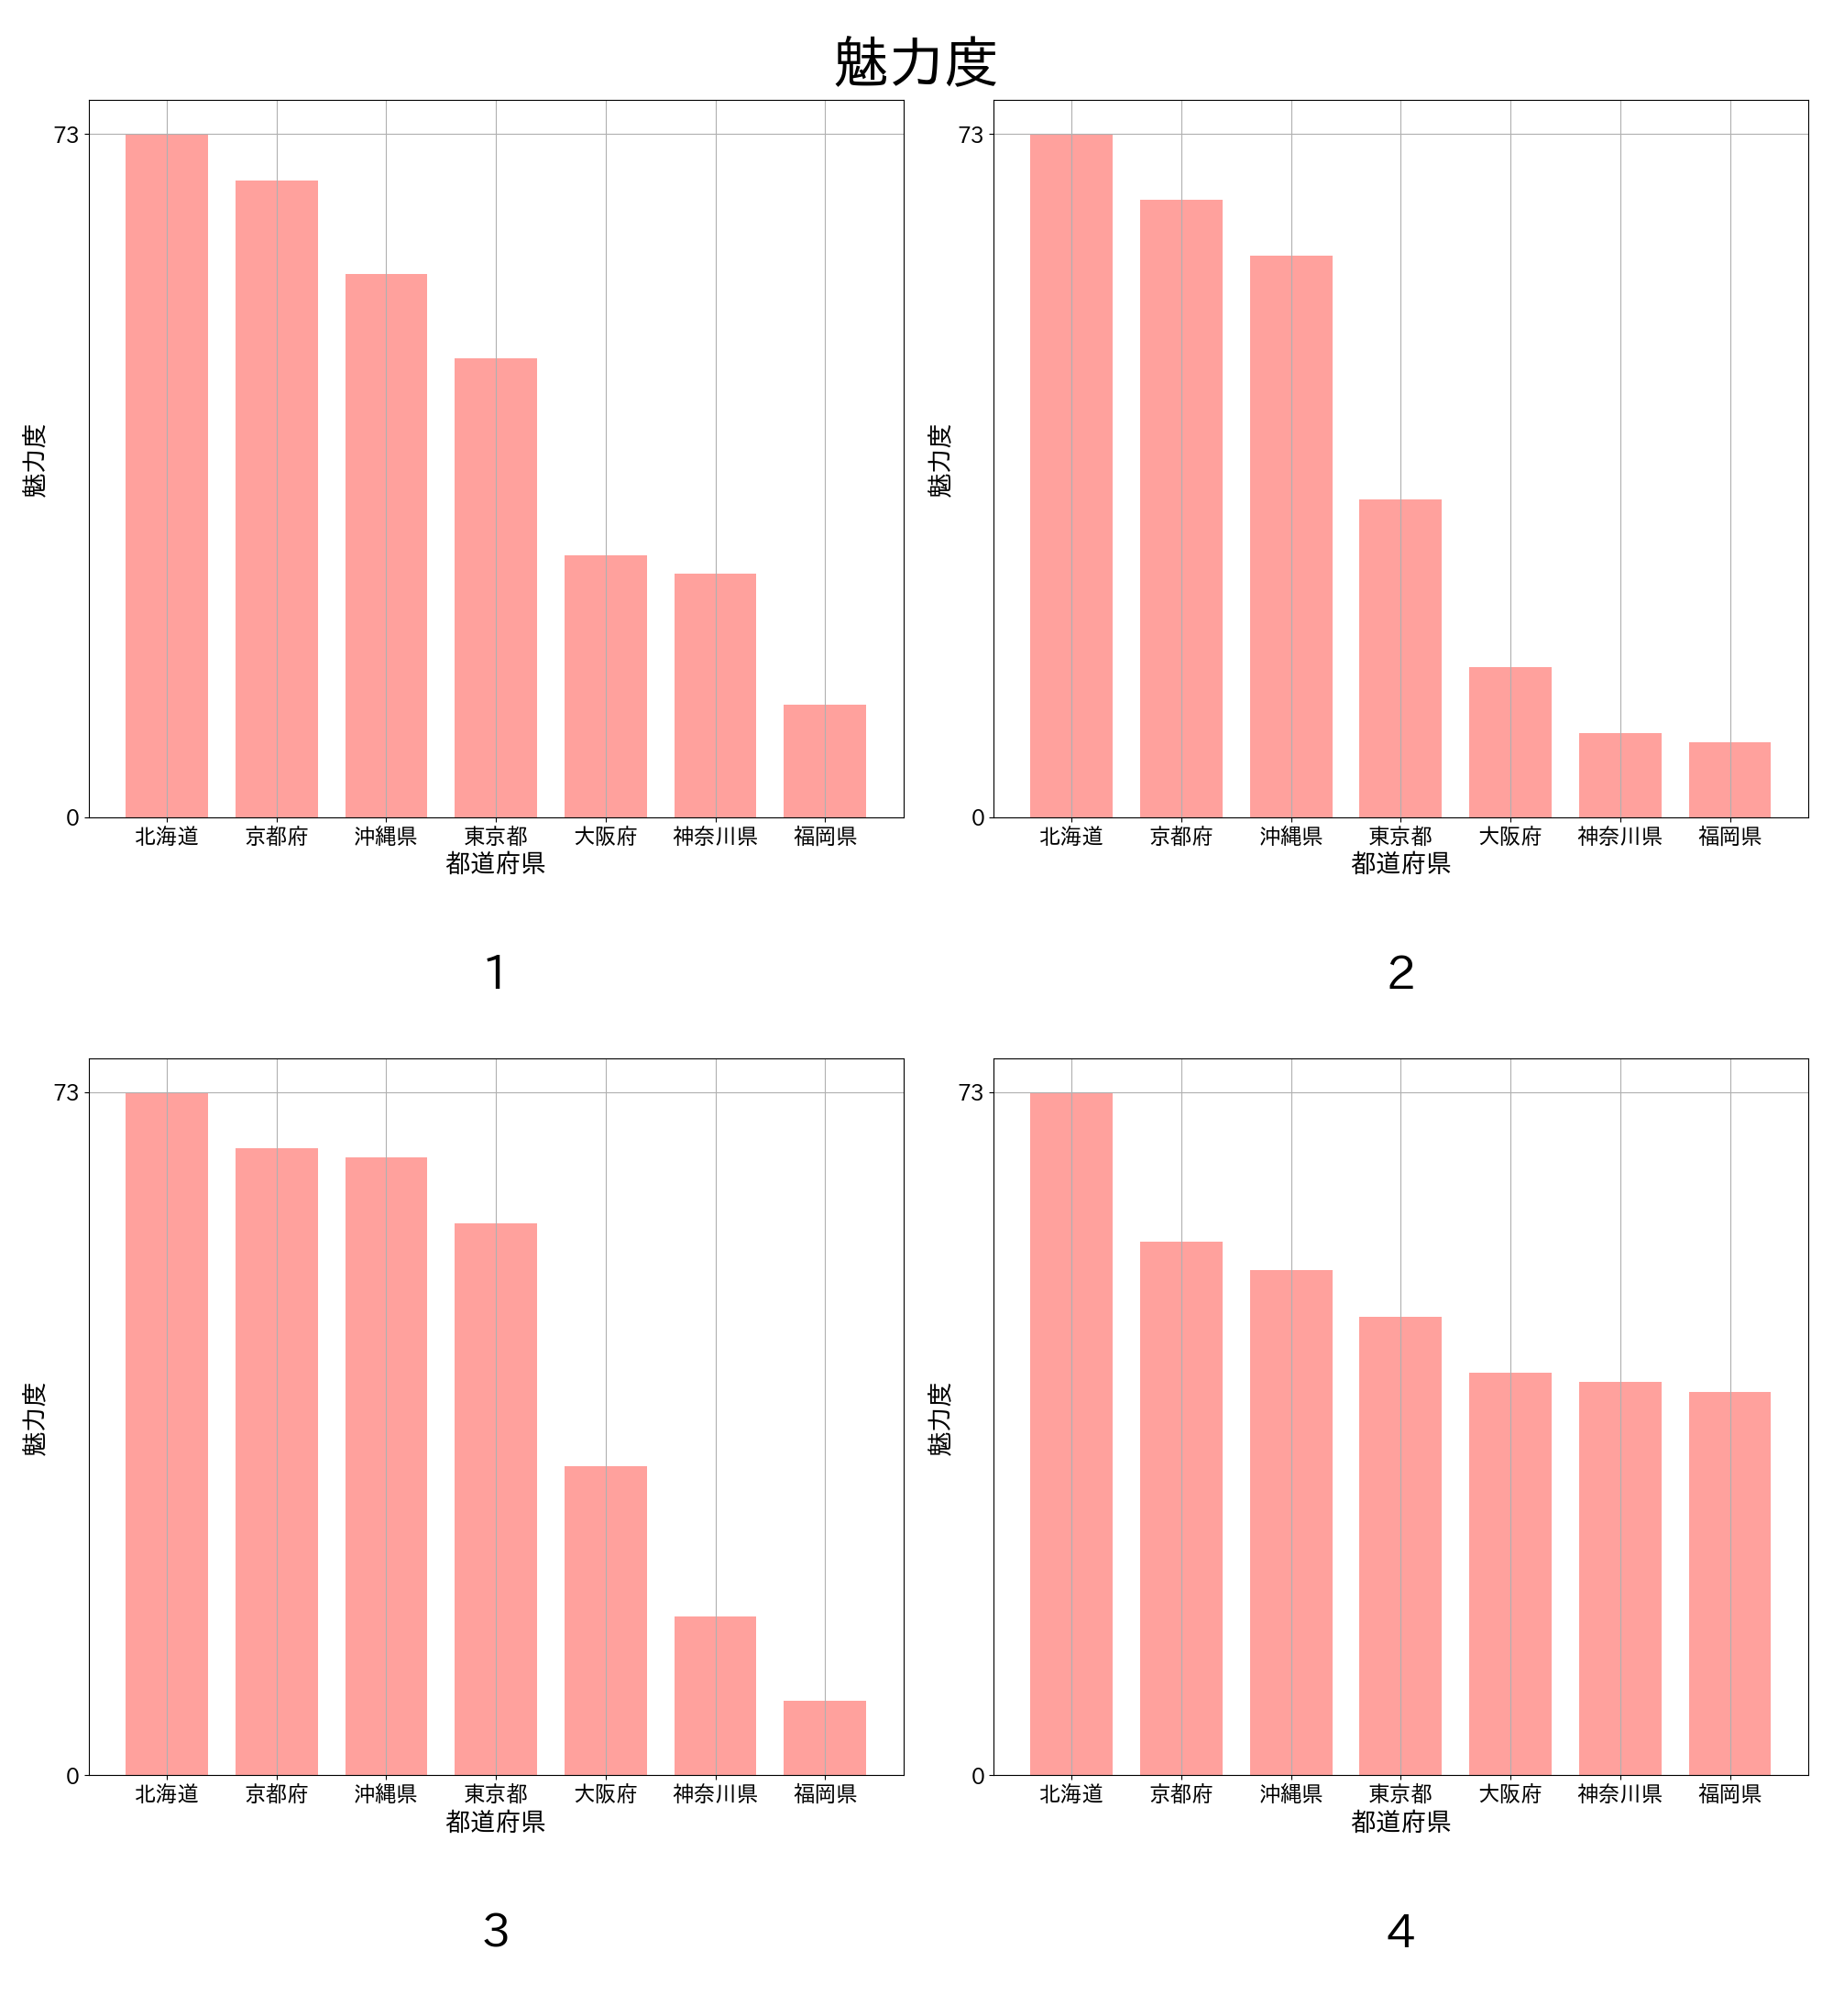 魅力度
73
0
魅力度
北海道 京都府 沖縄県 東京都 大阪府 神奈川県 福岡県
都道府県
1
73
0
魅力度
北海道 京都府 沖縄県 東京都 大阪府 神奈川県 福岡県
都道府県
2
73
0
魅力度
北海道 京都府 沖縄県 東京都 大阪府 神奈川県 福岡県
都道府県
3
73
0
魅力度
北海道 京都府 沖縄県 東京都 大阪府 神奈川県 福岡県
都道府県
4